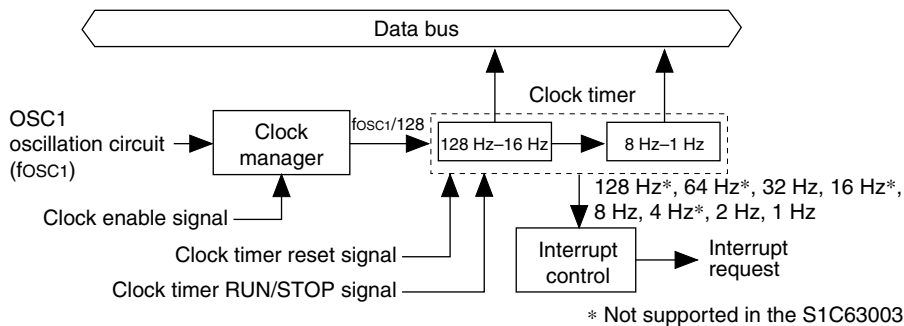 Data bus
Clock timer
OSC1
oscillation circuit
(fOSC1)
Clock
manager
fOSC1/128
128 Hz–16 Hz
8 Hz–1 Hz
128 Hz*, 64 Hz*, 32 Hz, 16 Hz*,
8 Hz, 4 Hz*, 2 Hz, 1 Hz
Clock enable signal
Clock timer reset signal
Clock timer RUN/STOP signal
Interrupt
control
Interrupt
request
* Not supported in the S1C63003